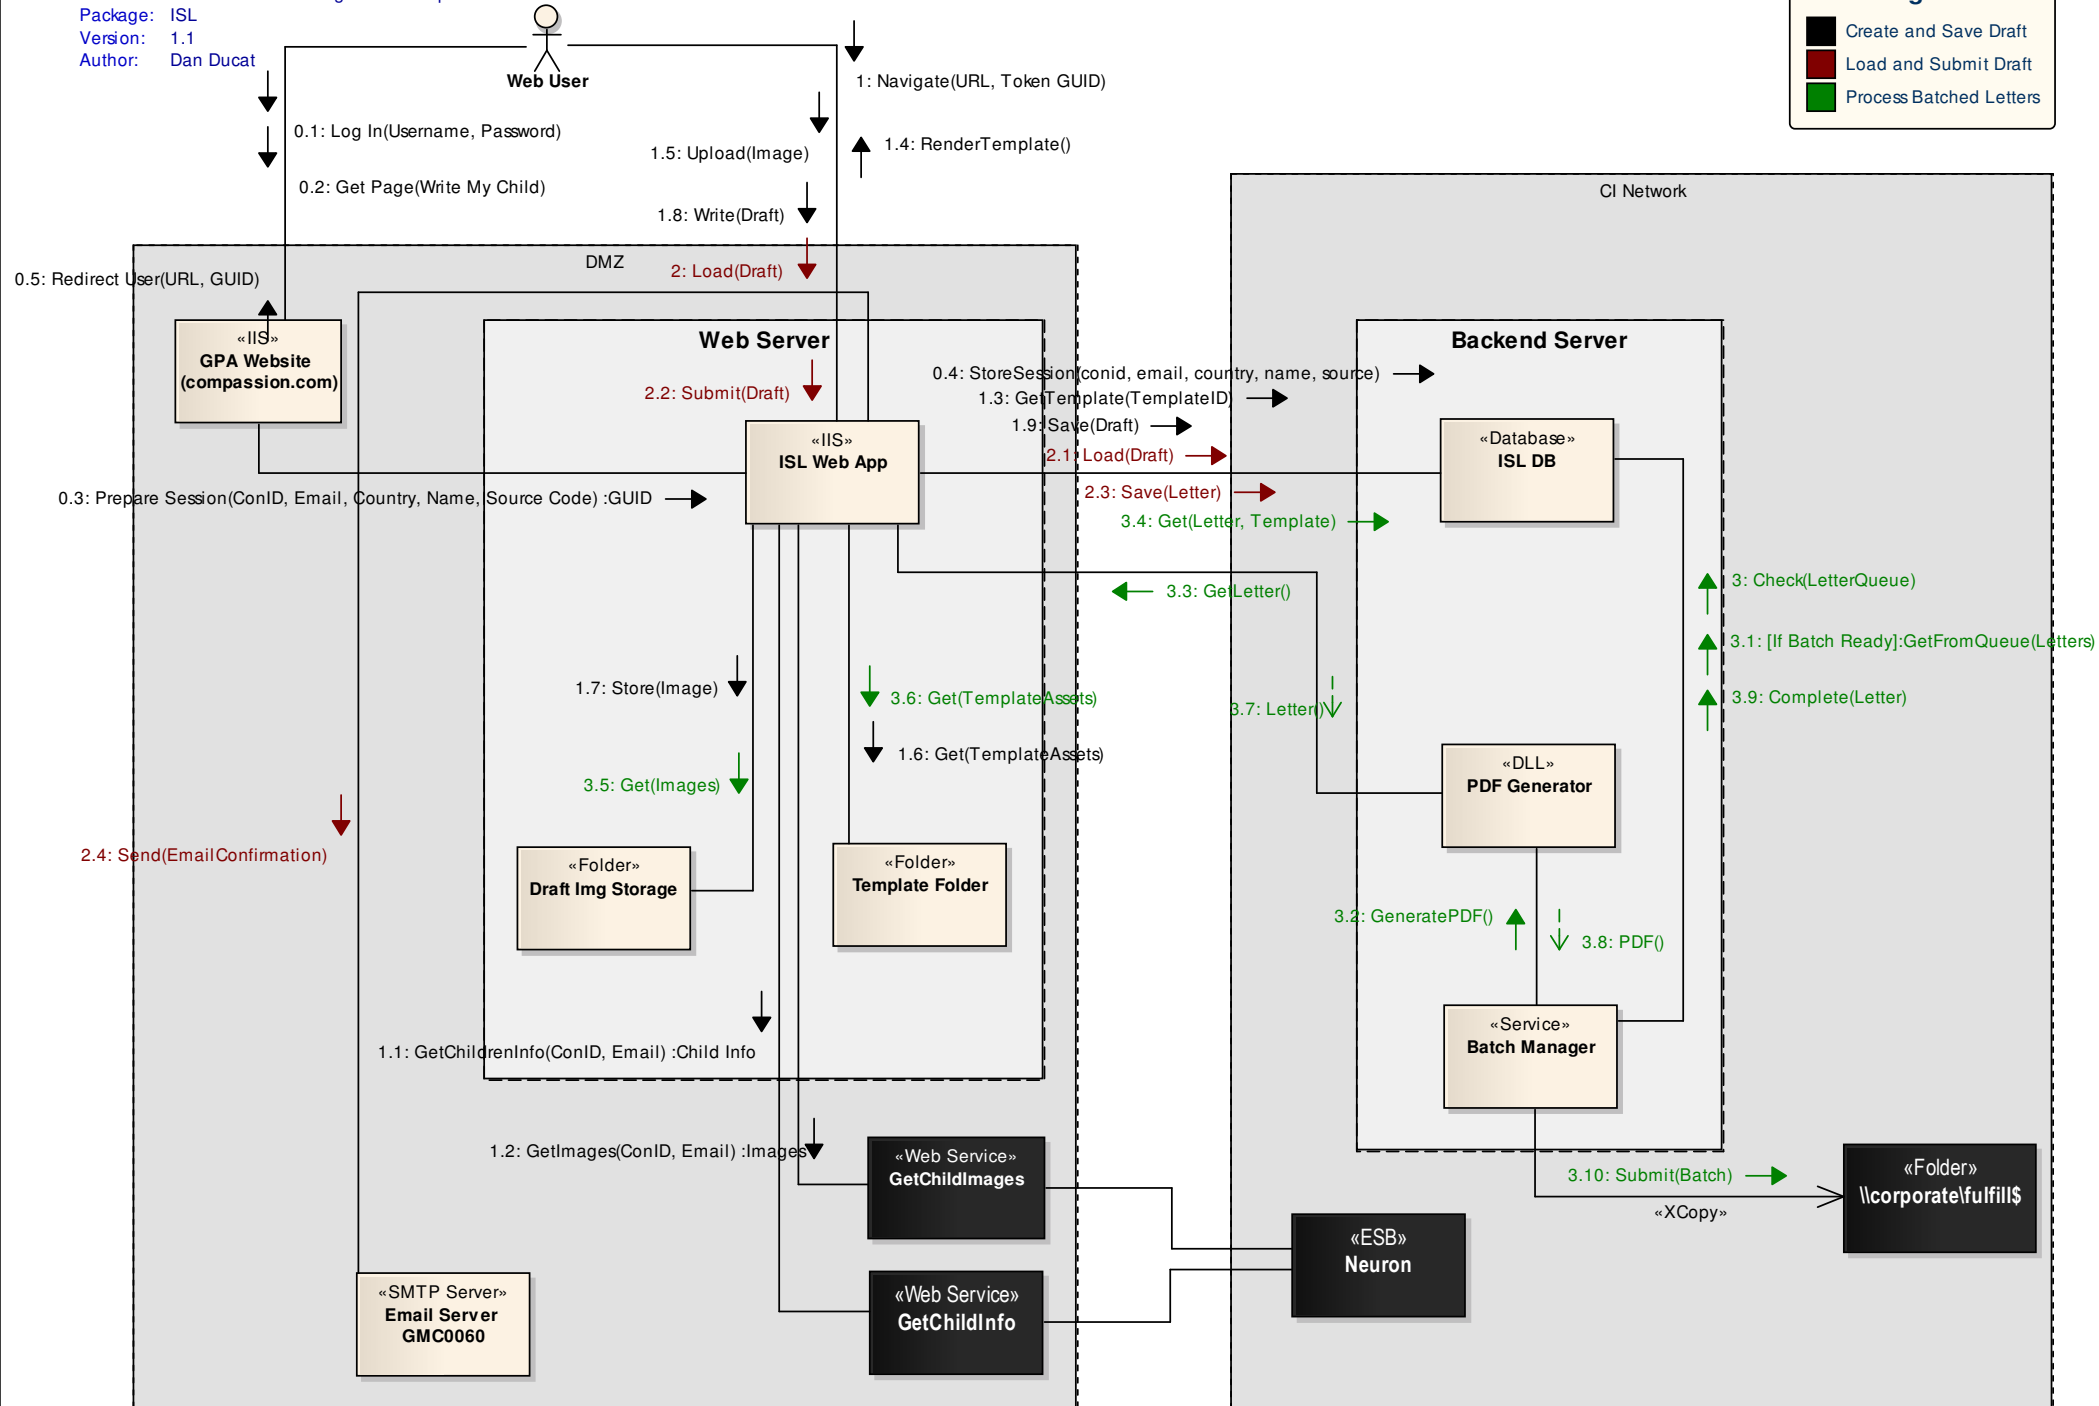 Package: ISL
Version: 1.1
Author: Dan Ducat
Web User
Create and Save Draft
Load and Submit Draft
Process Batched Letters
1: Navigate(URL, Token GUID)
0.1: Log In(Username, Password)
1.5: Upload(Image)
1.4: RenderTemplate()
0.2: Get Page(Write My Child)
1.8: Write(Draft)
CI Network
DMZ
2: Load(Draft)
0.5: Redirect User(URL, GUID)
«IIS»
GPA Website
(compassion.com)
Web Server
Backend Server
2.2: Submit(Draft)
0.4: StoreSession(conid, email, country, name, source)
1.3: GetTemplate(TemplateID)
1.9: Save(Draft)
2.1: Load(Draft)
«IIS»
ISL Web App
«Database»
ISL DB
0.3: Prepare Session(ConID, Email, Country, Name, Source Code) :GUID
2.3: Save(Letter)
3.4: Get(Letter, Template)
3.3: GetLetter()
3: Check(LetterQueue)
3.1: [If Batch Ready]:GetFromQueue(Letters)
3.9: Complete(Letter)
1.7: Store(Image)
3.6: Get(TemplateAssets)
3.7: Letter()
1.6: Get(TemplateAssets)
3.5: Get(Images)
«DLL»
PDF Generator
2.4: Send(EmailConfirmation)
«Folder»
Draft Img Storage
«Folder»
Template Folder
3.2: GeneratePDF()
3.8: PDF()
«Service»
Batch Manager
1.1: GetChildrenInfo(ConID, Email) :Child Info
1.2: GetImages(ConID, Email) :Images
«Web Service»
GetChildImages
3.10: Submit(Batch)
«XCopy»
«Folder»
\\corporate\fulfill$
«ESB»
Neuron
«SMTP Server»
Email Server
GMC0060
«Web Service»
GetChildInfo